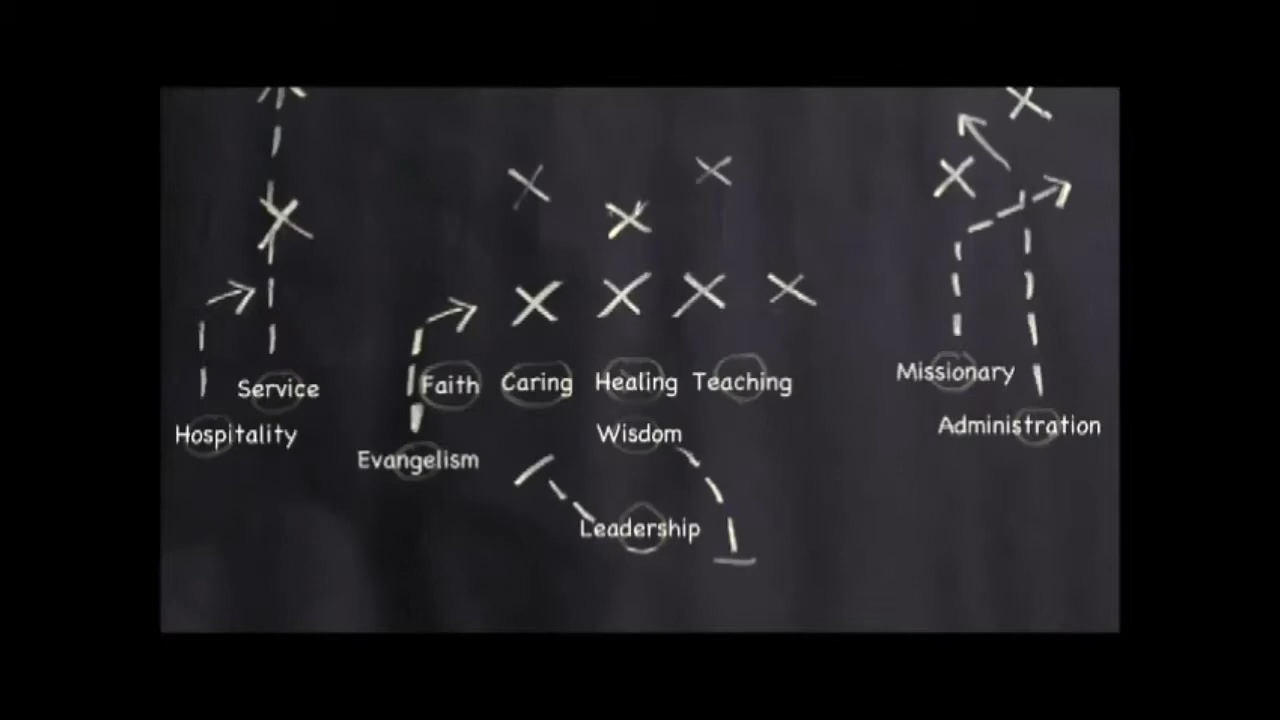 Missionary
Service Faith Caring Healing Teaching
Administration
Hospitality Wisdom
Evangelism
Leadership